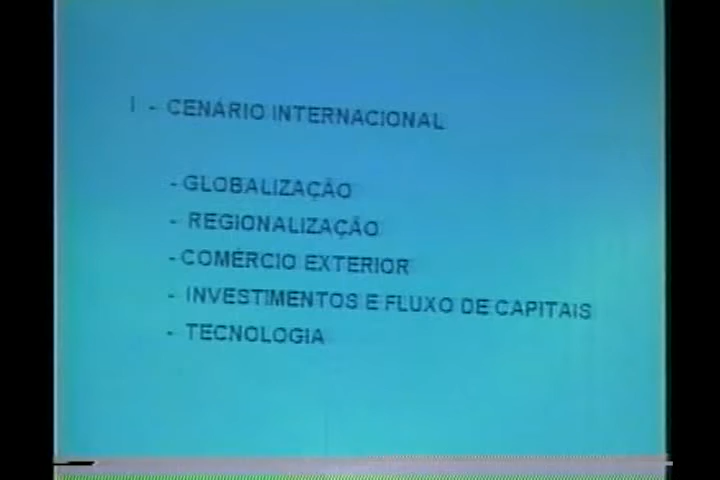 I - CENÁRIO INTERNACIONAL
- GLOBALIZAÇÃO
- REGIONALIZAÇÃO
- COMÉRCIO EXTERIOR
- INVESTIMENTOS E FLUXO DE CAPITAIS
- TECNOLOGIA